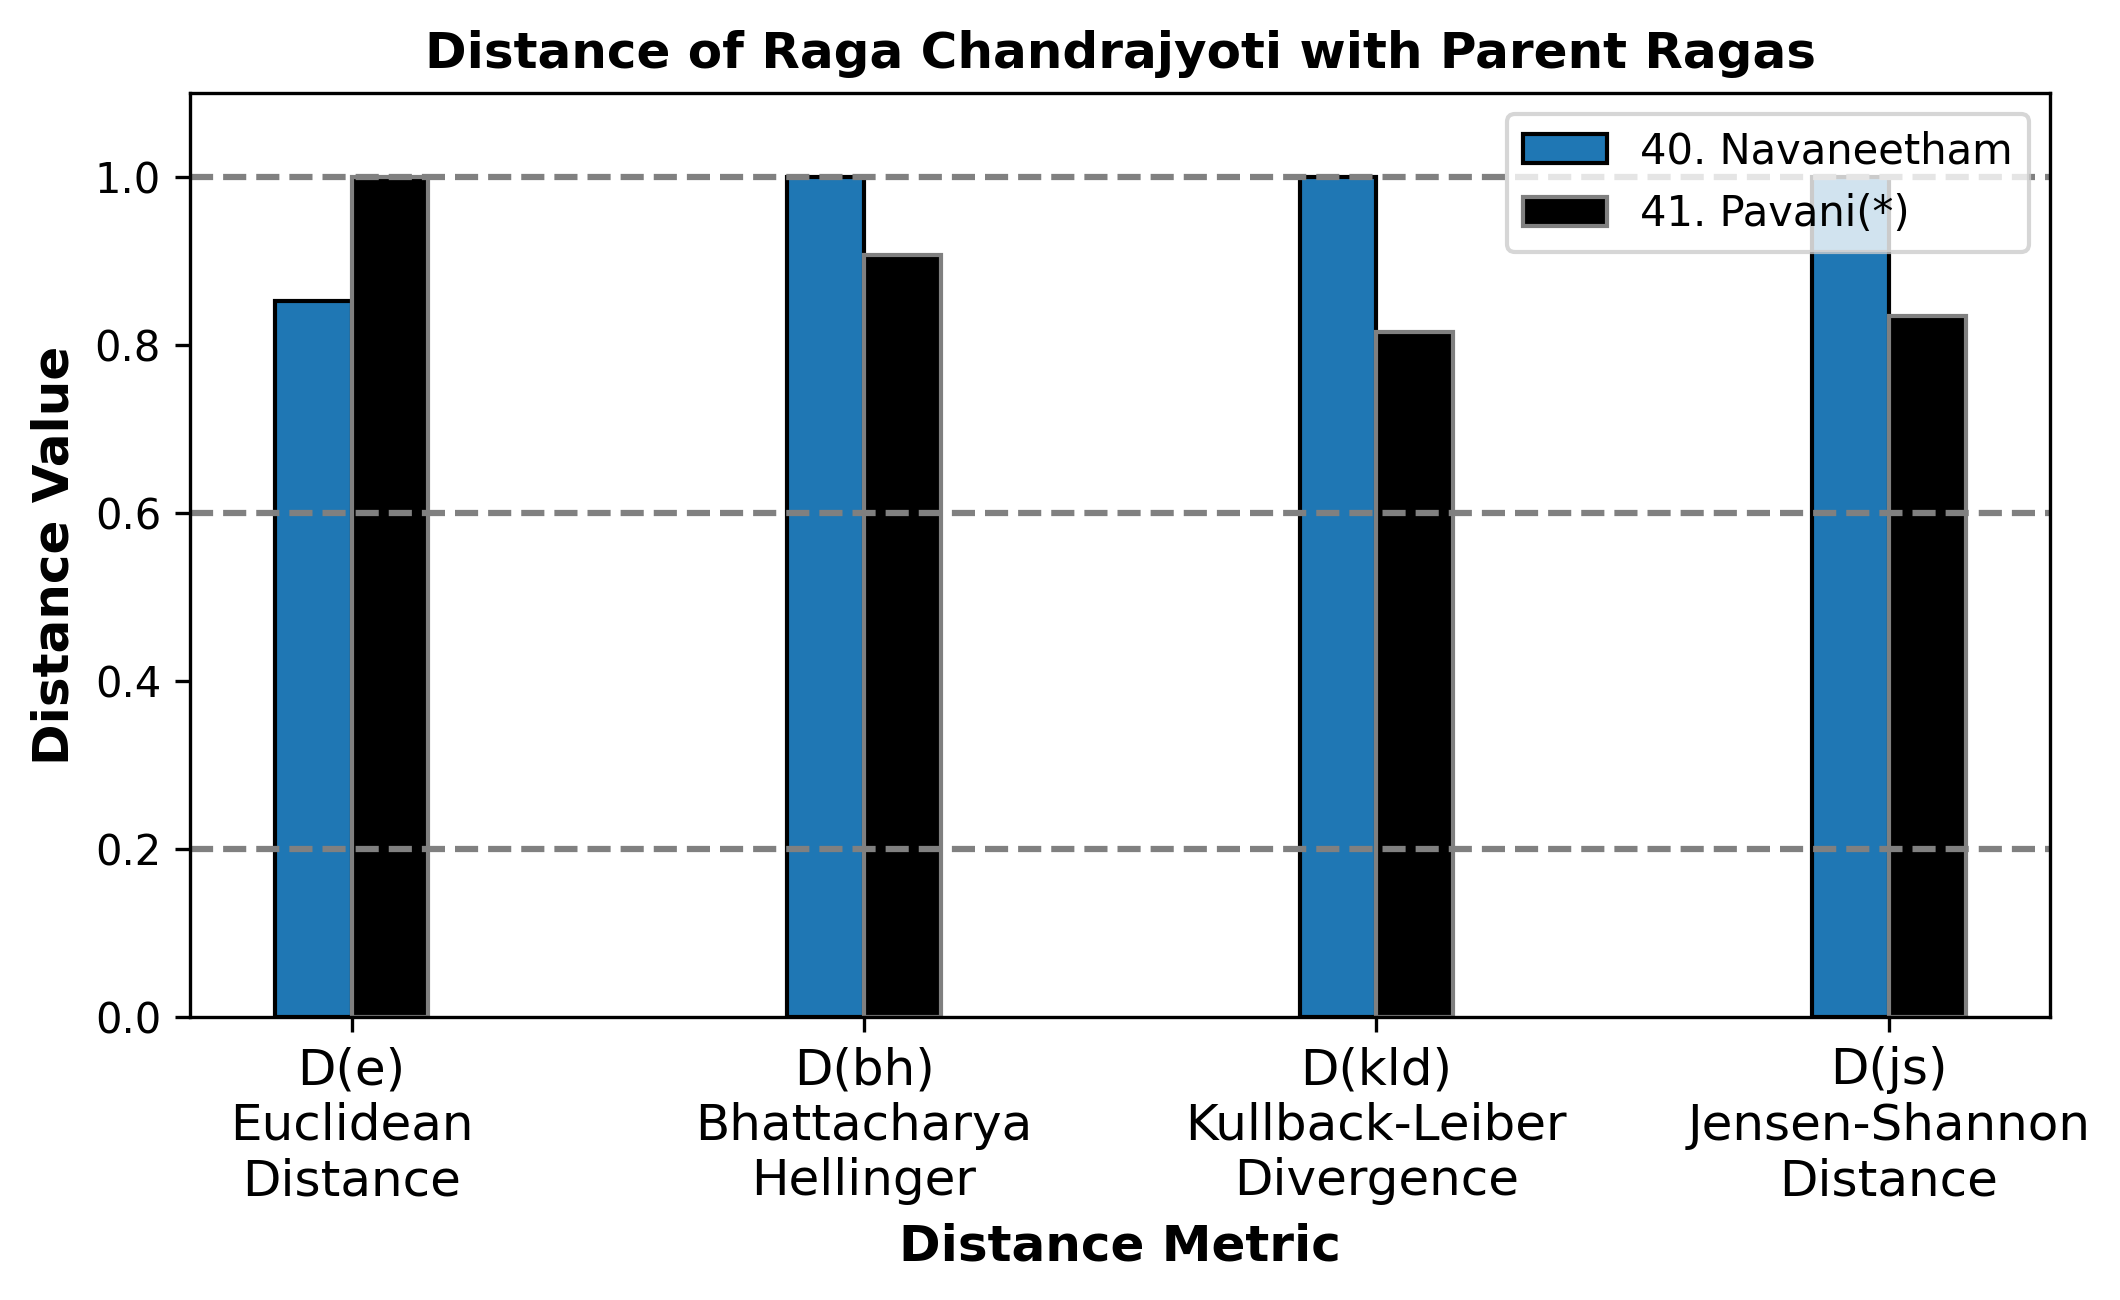 Distance of Raga Chandrajyoti with Parent Ragas
40. Navaneetham
41. Pavani(*)
Distance Value
1.0
0.8
0.6
0.4
0.2
0.0
D(e)
Euclidean
Distance
D(bh)
Bhattacharya
Hellinger
D(kld)
Kullback-Leiber
Divergence
D(js)
Jensen-Shannon
Distance
Distance Metric